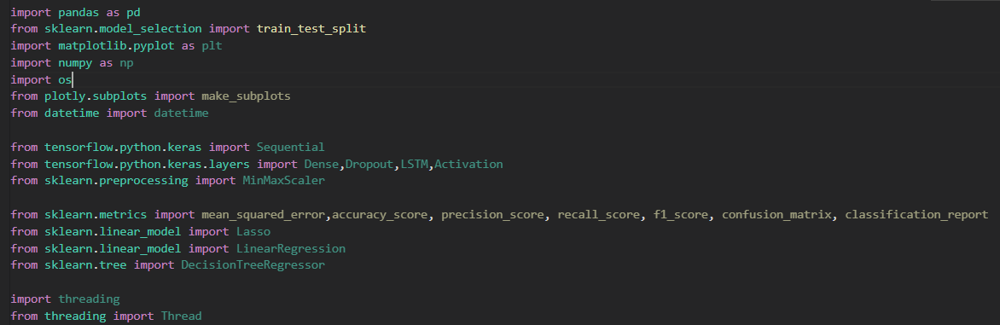 import pandas as pd
from sklearn.model_selection import train_test_split
import matplotlib.pyplot as plt
import numpy as np
import os
from plotly.subplots import make_subplots
from datetime import datetime
from tensorflow.python.keras import Sequential
from tensorflow.python.keras.layers import Dense,Dropout,LSTM,Activation
from sklearn.preprocessing import MinMaxScaler
from sklearn.metrics import mean_squared_error,accuracy_score, precision_score, recall_score, f1_score, confusion_matrix, classification_report
from sklearn.linear_model import Lasso
from sklearn.linear_model import LinearRegression
from sklearn.tree import DecisionTreeRegressor
import threading
from threading import Thread